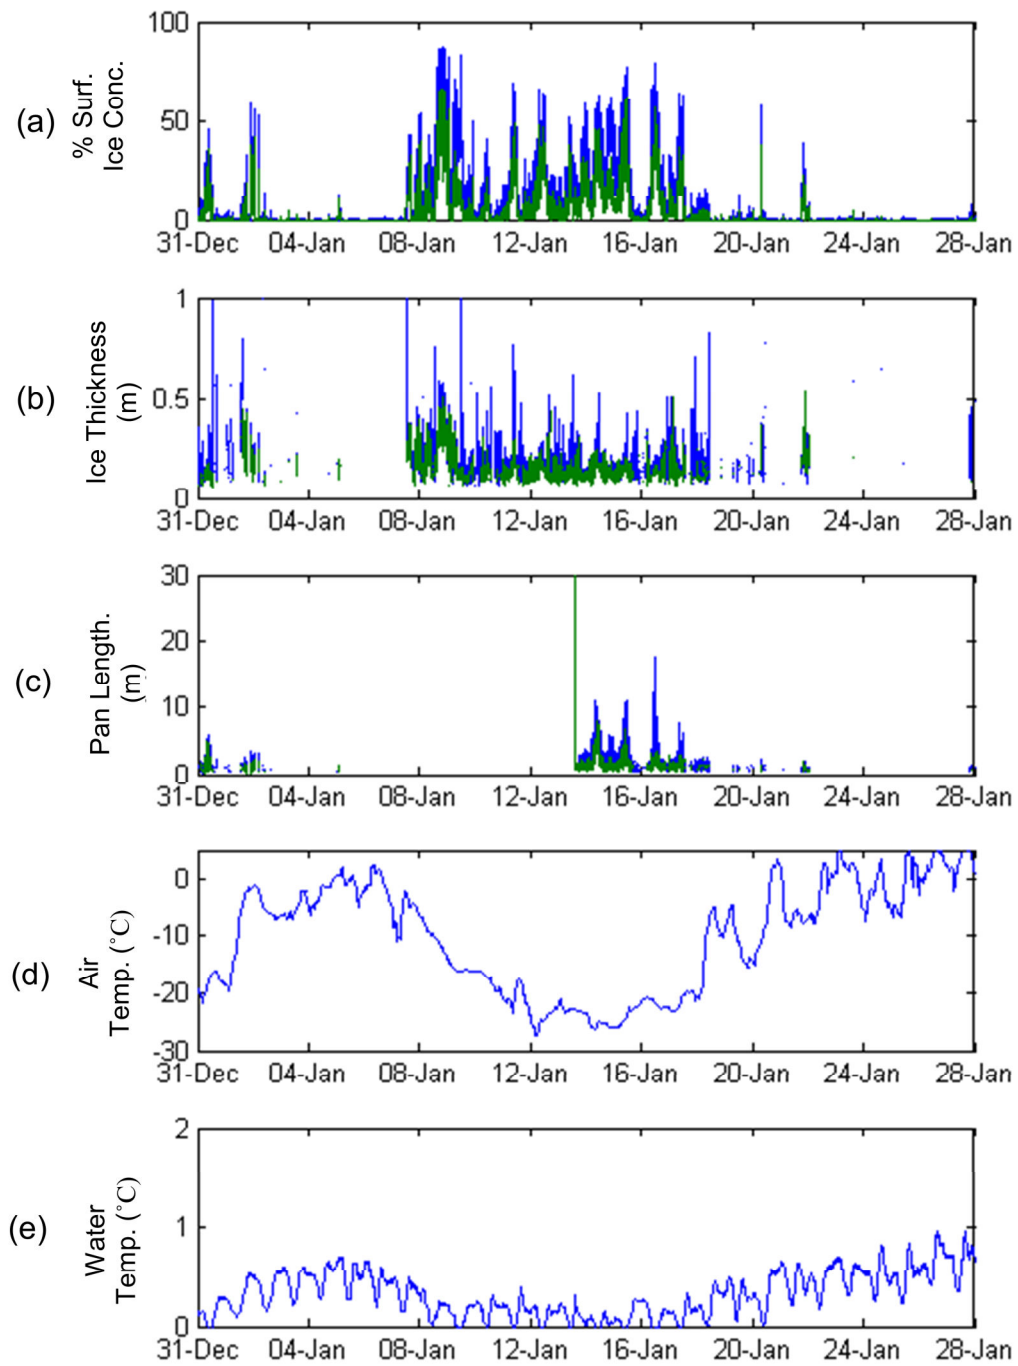 (a)
% Surf.
Ice Conc.
100
50
0
31-Dec 04-Jan 08-Jan 12-Jan 16-Jan 20-Jan 24-Jan 28-Jan
(b)
Ice Thickness
(m)
1
0.5
0
31-Dec 04-Jan 08-Jan 12-Jan 16-Jan 20-Jan 24-Jan 28-Jan
(c)
Pan Length.
(m)
30
20
10
0
31-Dec 04-Jan 08-Jan 12-Jan 16-Jan 20-Jan 24-Jan 28-Jan
(d)
Air
Temp. (°C)
0
-10
-20
-30
31-Dec 04-Jan 08-Jan 12-Jan 16-Jan 20-Jan 24-Jan 28-Jan
(e)
Water
Temp. (°C)
2
1
0
31-Dec 04-Jan 08-Jan 12-Jan 16-Jan 20-Jan 24-Jan 28-Jan